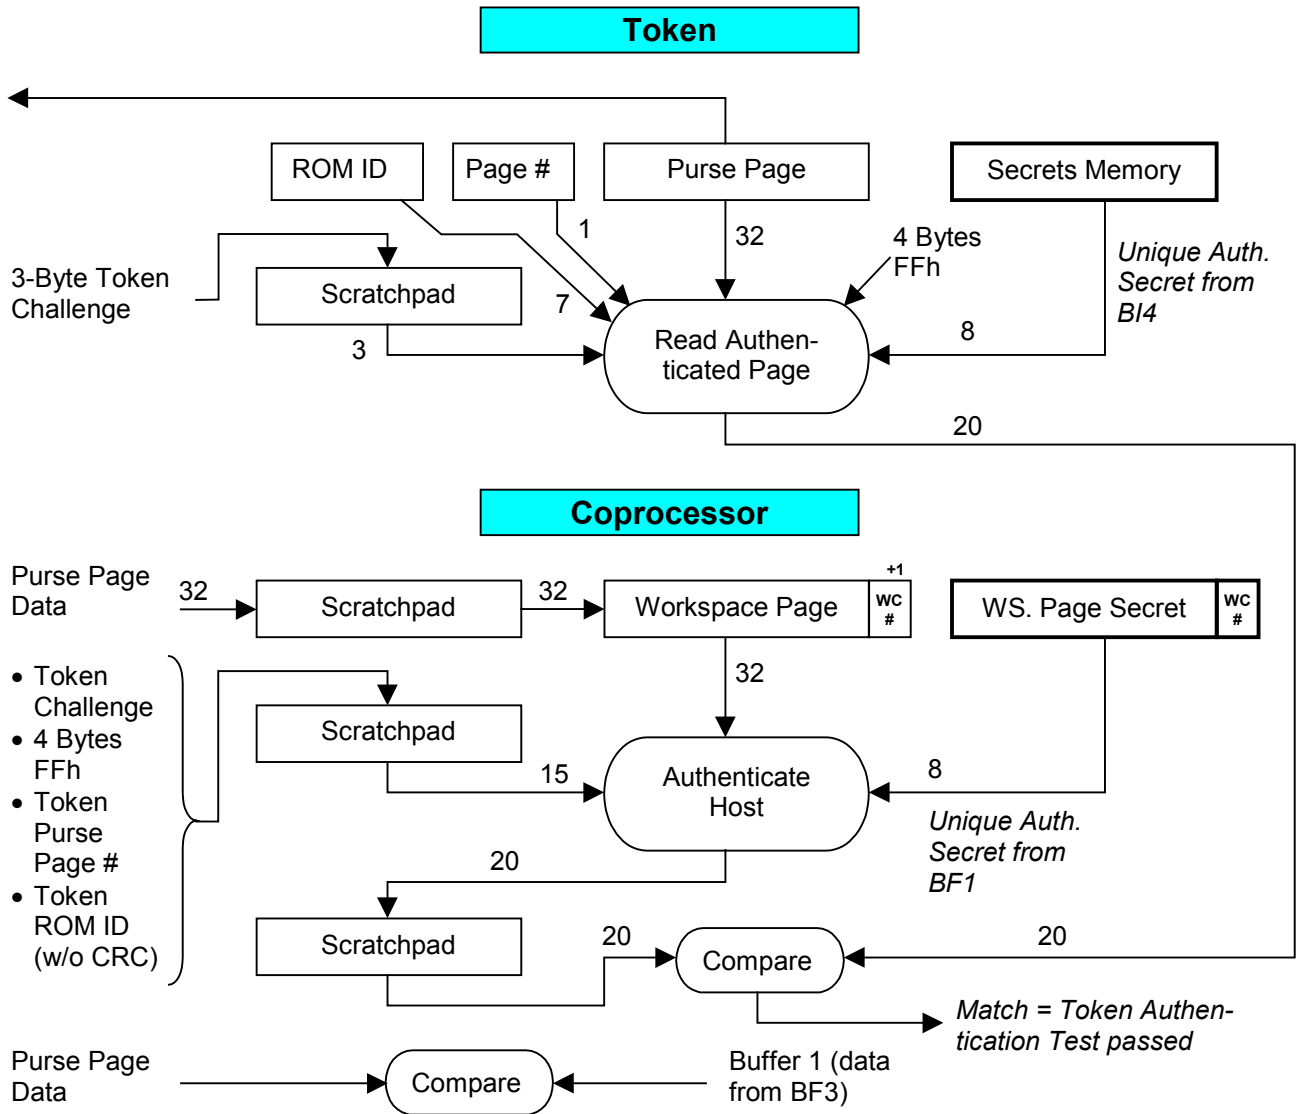 Token
ROM ID
Page #
Purse Page
Secrets Memory
1
32
4 Bytes
FFh
Unique Auth.
Secret from
BI4
3-Byte Token
Challenge
Scratchpad
7
3
Read Authen-
ticated Page
8
20
Coprocessor
Purse Page
Data
32
Scratchpad
32
Workspace Page
+1
WC
#
WS. Page Secret
WC
#
• Token
Challenge
• 4 Bytes
FFh
• Token
Purse
Page #
• Token
ROM ID
(w/o CRC)
Scratchpad
32
15
Authenticate
Host
8
Unique Auth.
Secret from
BF1
20
Scratchpad
20
Compare
20
Match = Token Authen-
tication Test passed
Purse Page
Data
Compare
Buffer 1 (data
from BF3)